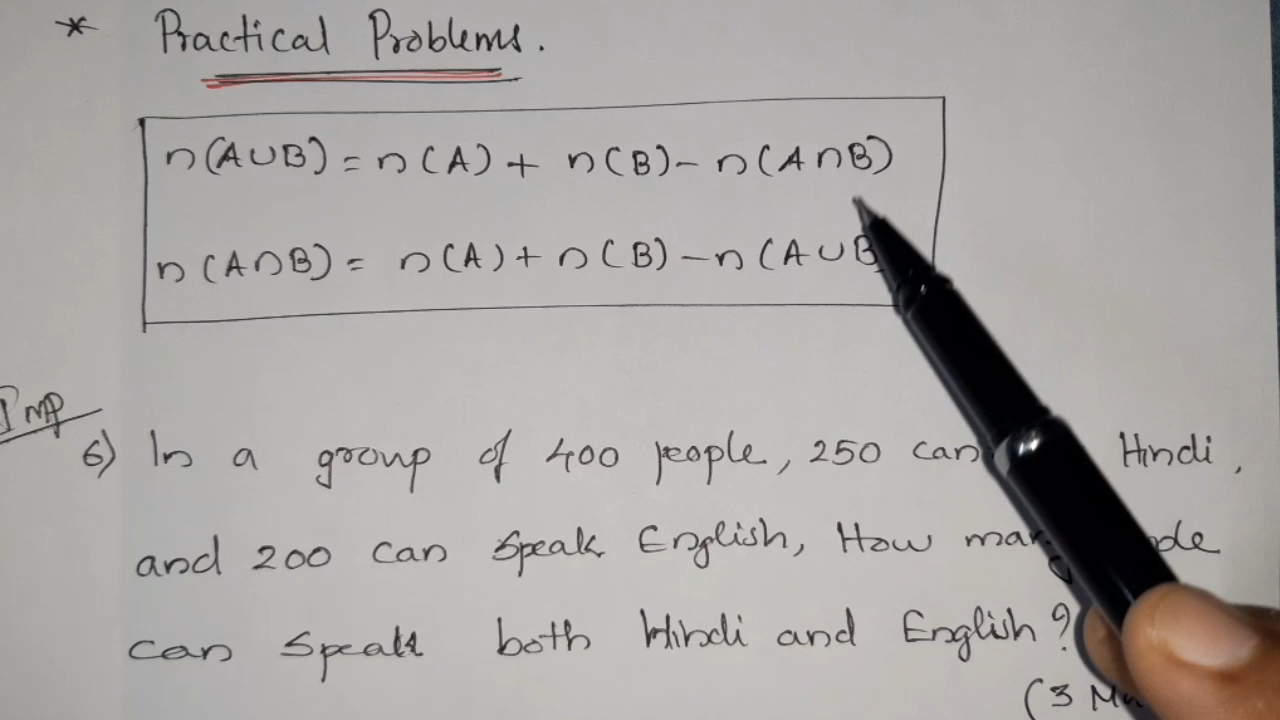 * Practical Problems.
n(A∪B) = n(A) + n(B) - n(A∩B)
n(A∩B) = n(A) + n(B) - n(A∪B
Imp
6) In a group of 400 people, 250 can Hindi,
and 200 can speak English, How
can speak both Hindi and English?
(3